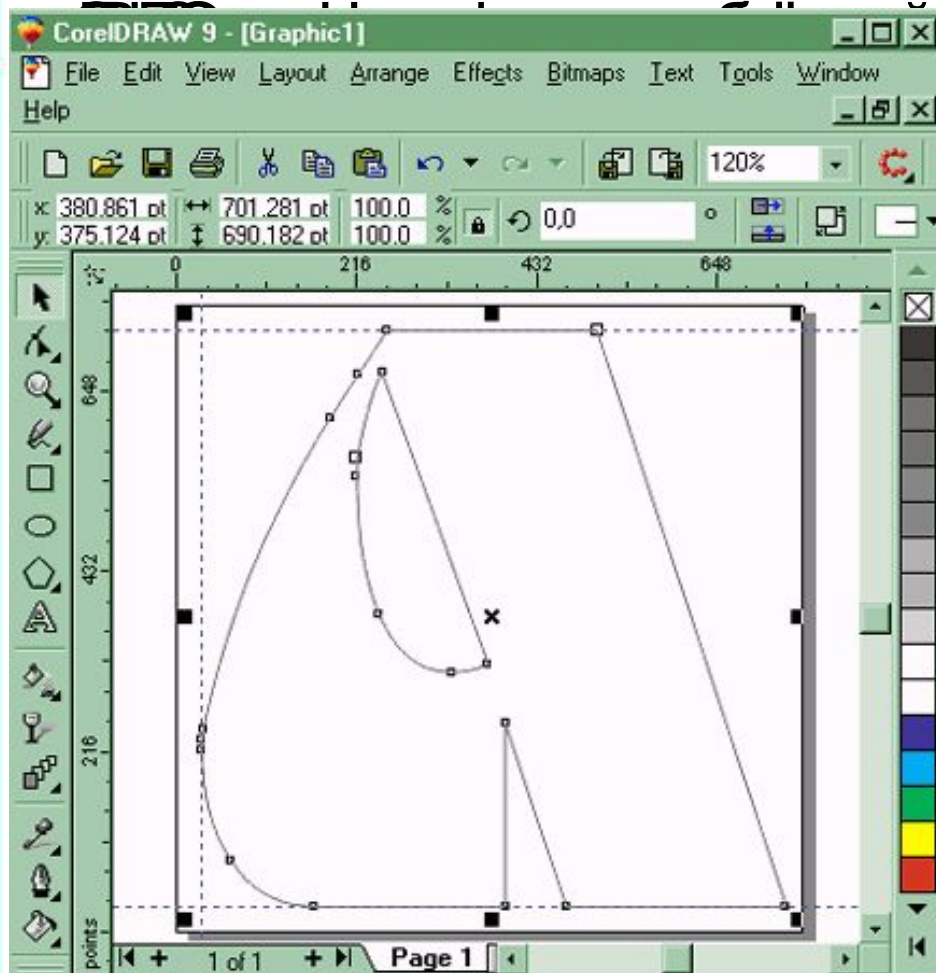 CorelDRAW 9 - [Graphic1]
File Edit View Layout Arrange Effects Bitmaps Text Tools Window
Help
120%
x: 380.861 pt 701.281 pt 100.0 %
y: 375.124 pt 690.182 pt 100.0 % 0,0 o
0 216 432 648
648
432
216
points
1 of 1 Page 1